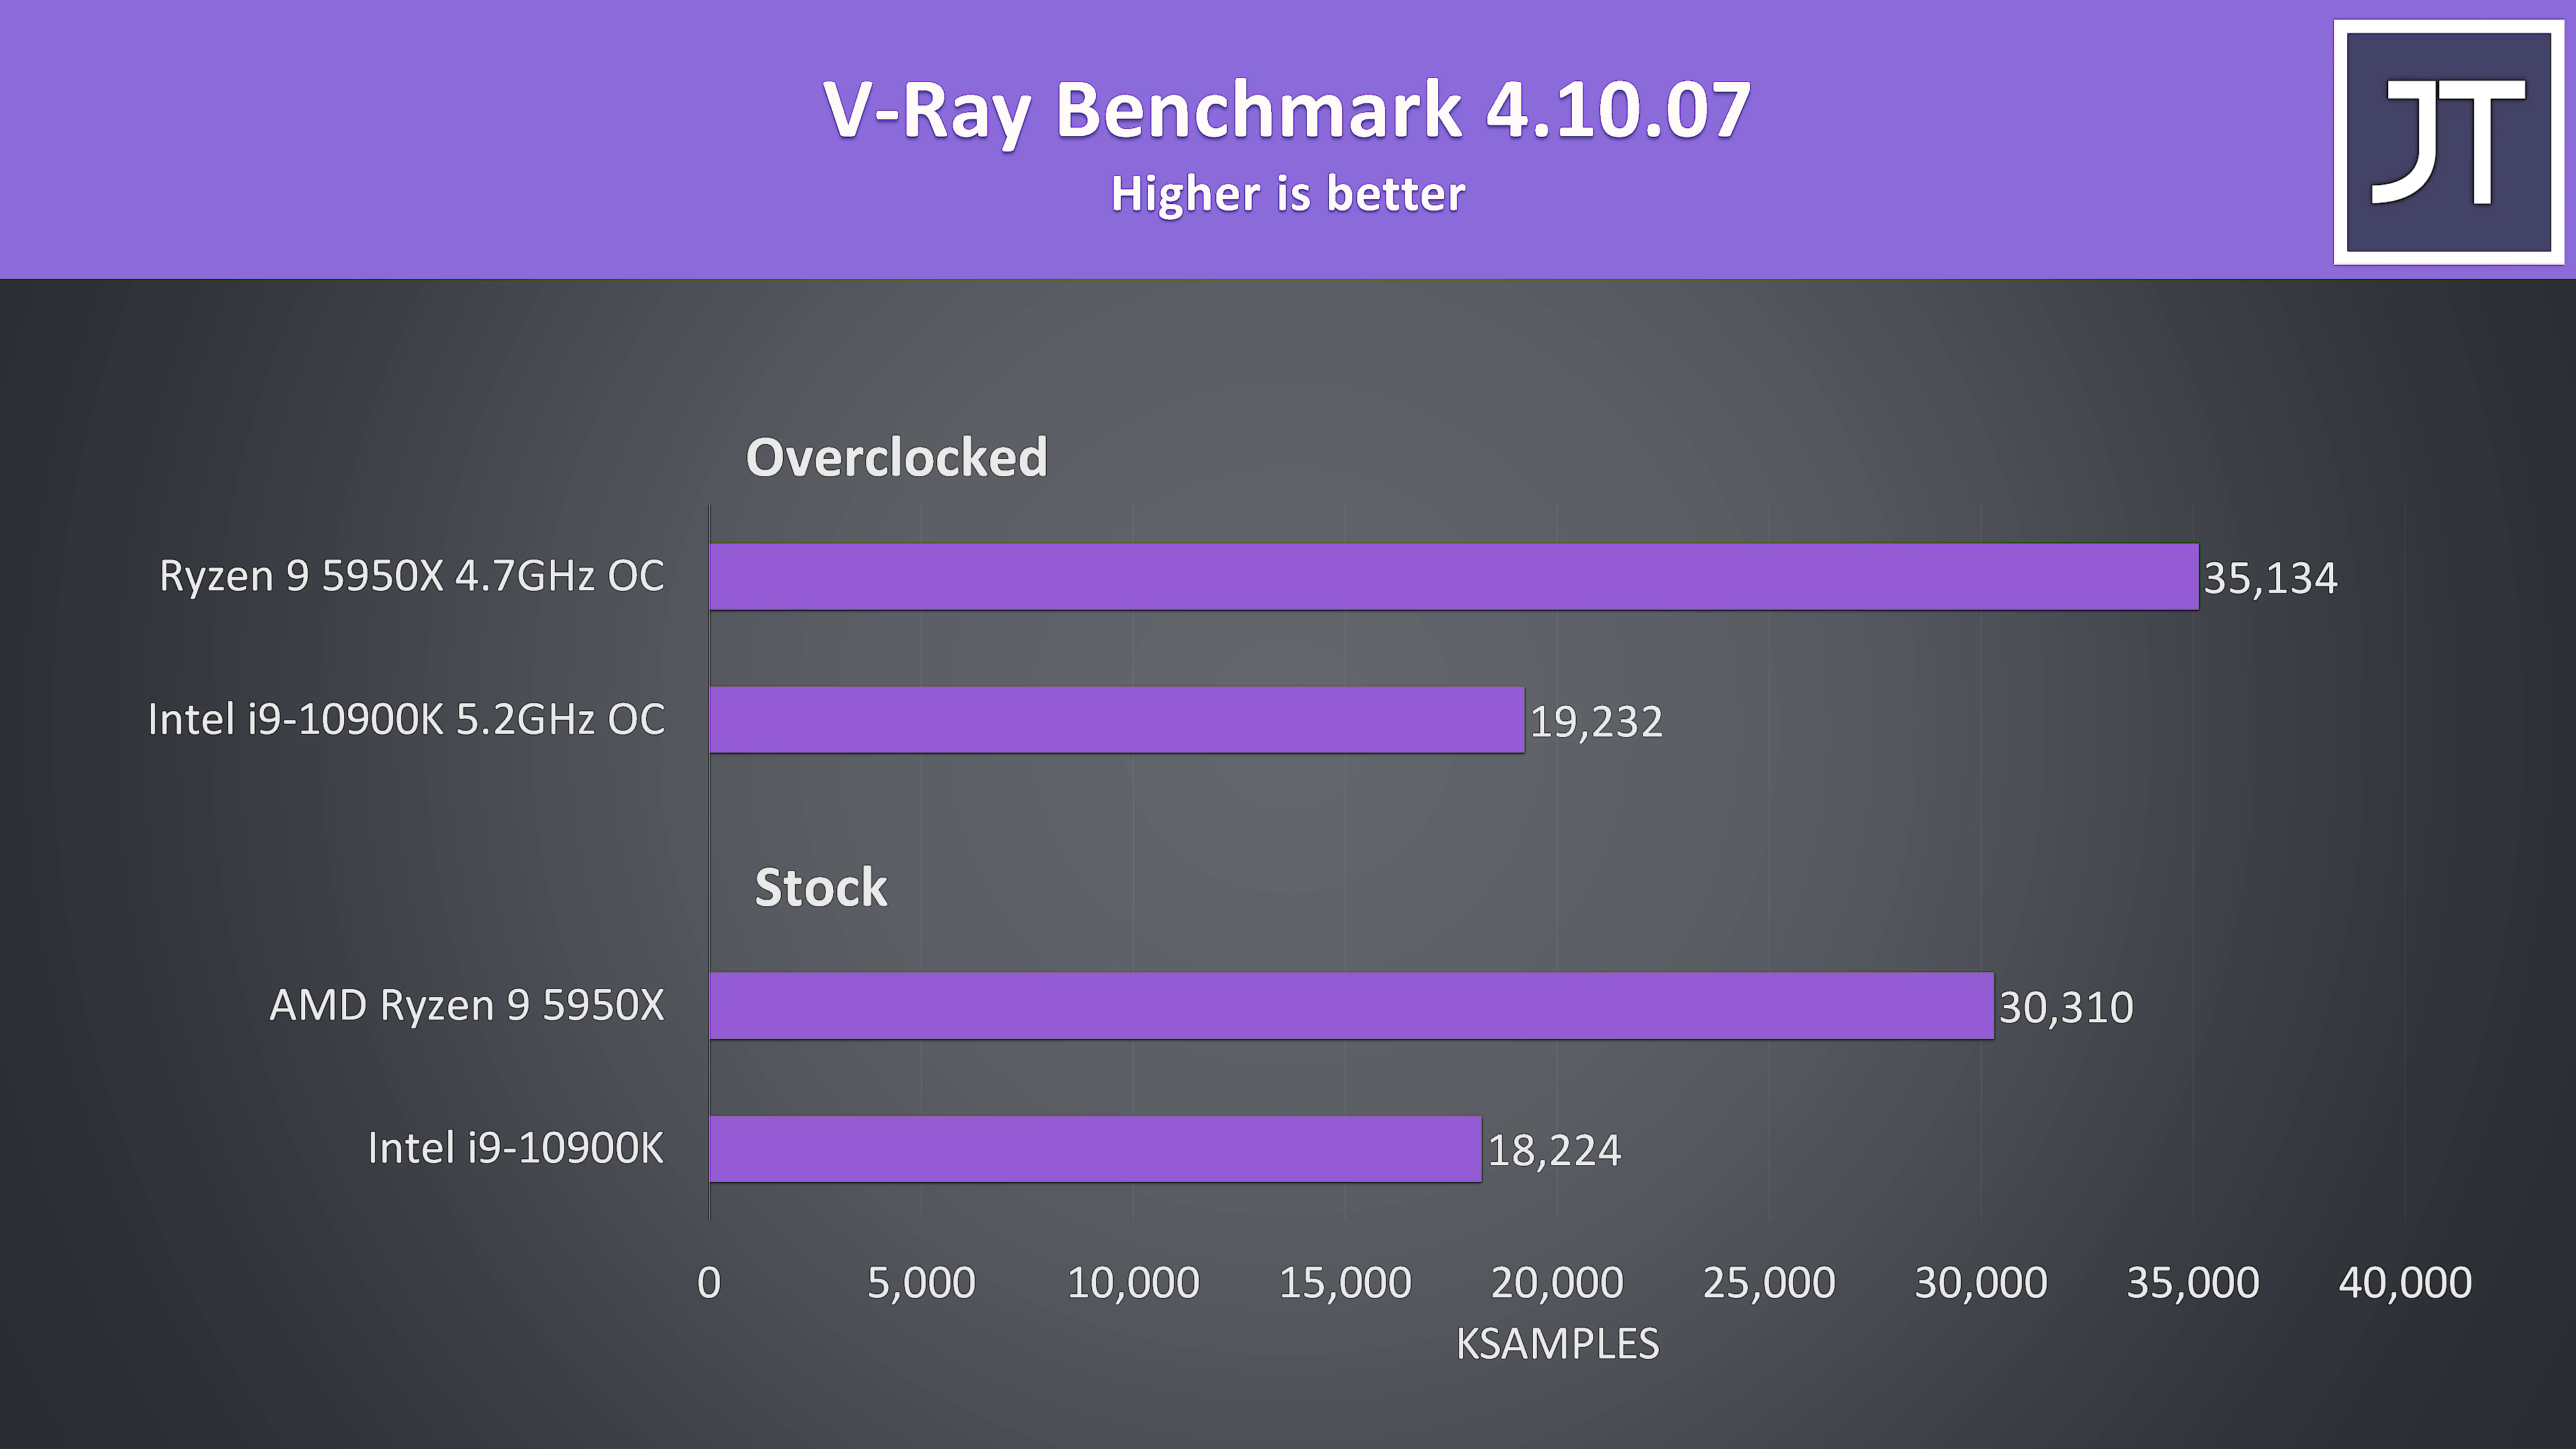 V-Ray Benchmark 4.10.07
Higher is better
JT
Overclocked
Ryzen 9 5950X 4.7GHz OC
35,134
Intel i9-10900K 5.2GHz OC
19,232
Stock
AMD Ryzen 9 5950X
30,310
Intel i9-10900K
18,224
0 5,000 10,000 15,000 20,000 25,000 30,000 35,000 40,000
KSAMPLES